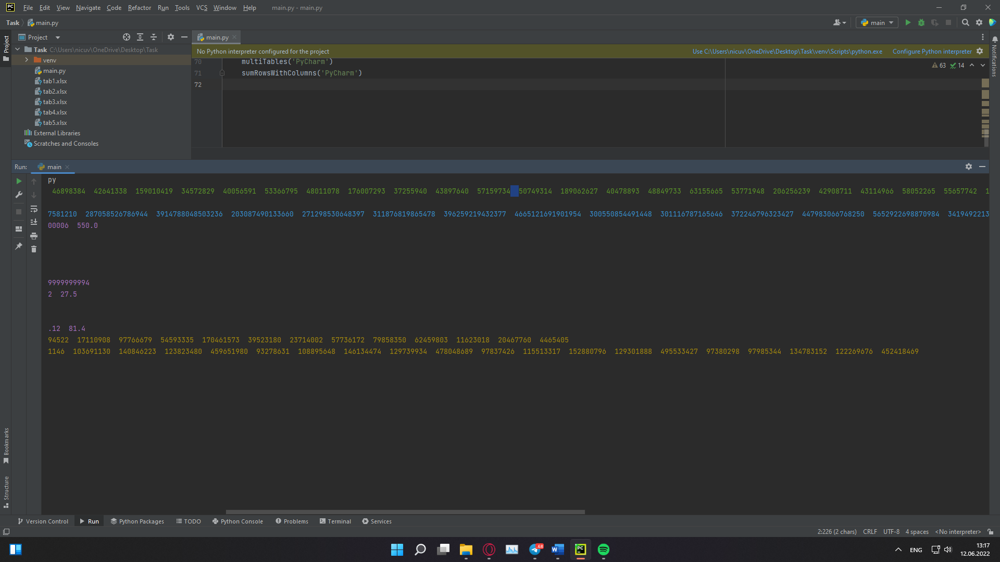 PC File Edit View Navigate Code Refactor Run Tools VCS Window Help main.py - main.py
Task main.py main
Project main.py
Project
Notifications
Task C:\Users\nicuv\OneDrive\Desktop\Task
No Python interpreter configured for the project Use C:\Users\nicuv\OneDrive\Desktop\Task\venv\Scripts\python.exe Configure Python interpreter
venv
main.py
tab1.xlsx
tab2.xlsx
tab3.xlsx
tab4.xlsx
tab5.xlsx
External Libraries
Scratches and Consoles
70 multiTables('PyCharm')
63 14
71 sumRowsWithColumns('PyCharm')
72
Run: main
py
46898384 42641338 159010419 34572829 40056591 53366795 48011078 176007293 37255940 43897640 57159734 50749314 189062627 40478893 48849733 63155665 53771948 206256239 42908711 43114966 58052265 55657742 1
7581210 287058526786944 3914788048503236 203087490133660 271298530648397 311876819865478 396259219432377 4665121691901954 300550854491448 301116787165646 372246796323427 447983066768250 5652922698870984 3419492213
00006 550.0
9999999994
2 27.5
.12 81.4
94522 17110908 97766679 54593335 170461573 39523180 23714002 57736172 79858350 62459803 11623018 20467760 4465405
1146 103691130 140846223 123823480 459651980 93278631 108895648 146134474 129739934 478048689 97837426 115513317 152880796 129301888 495533427 97380298 97985344 134783152 122269676 452418469
Bookmarks
Structure
Version Control Run Python Packages TODO Python Console Problems Terminal Services
2:226 (2 chars) CRLF UTF-8 4 spaces <No interpreter>
68 W PC ENG 13:17
12.06.2022